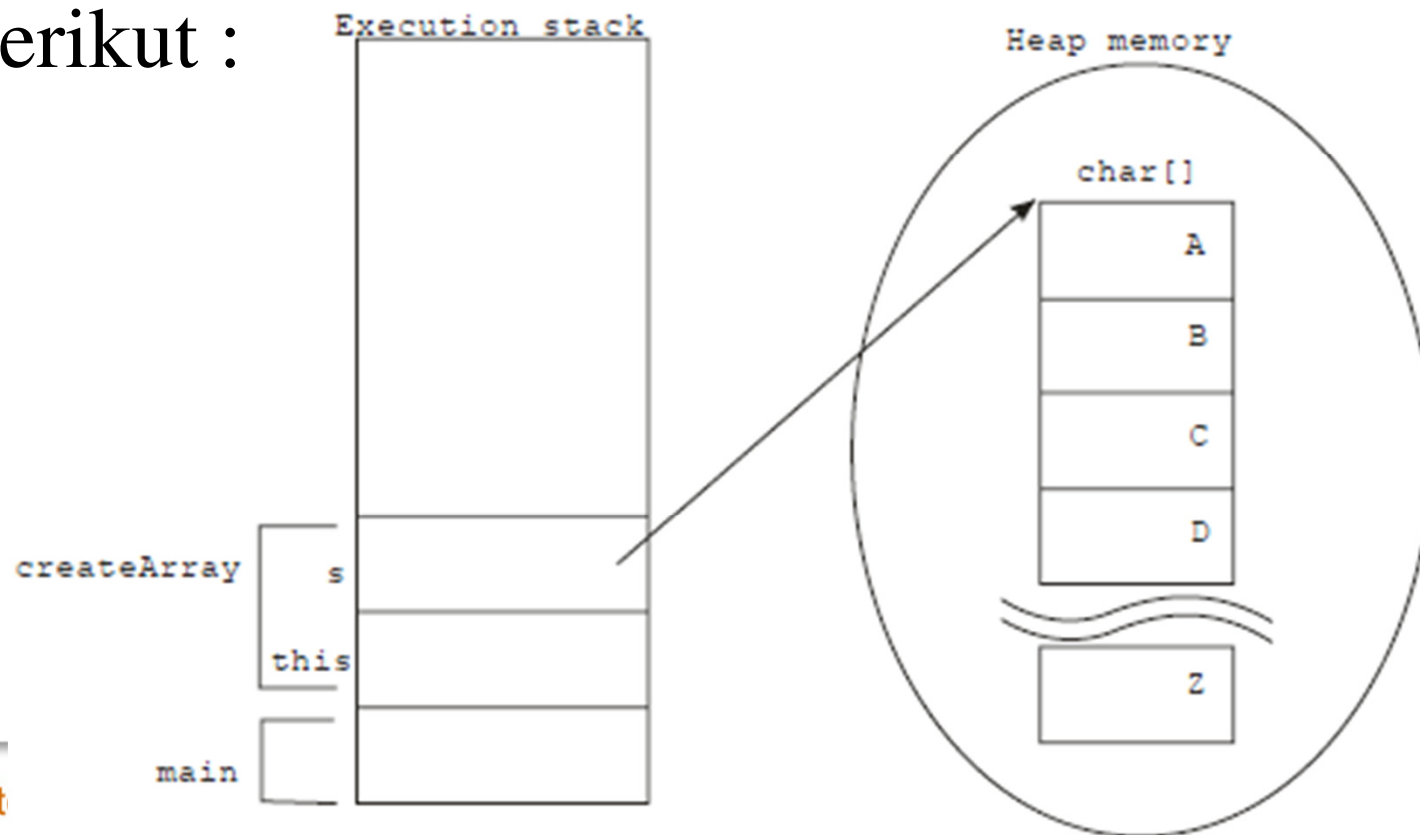 erikut :
Execution stack
Heap memory
char[]
A
B
C
D
Z
createArray
s
this
main